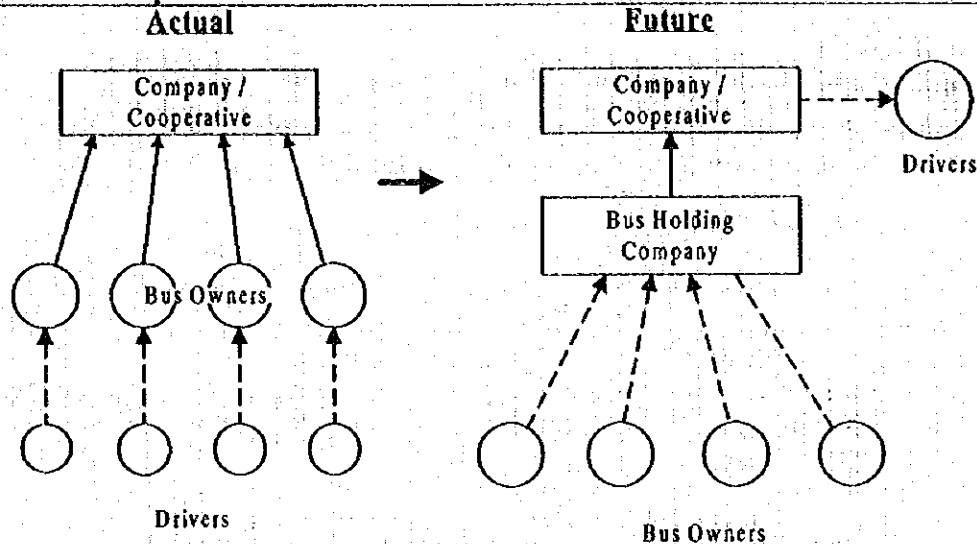 Actual
Company /
Cooperative
Bus Owners
Drivers
Future
Company /
Cooperative
Drivers
Bus Holding
Company
Bus Owners